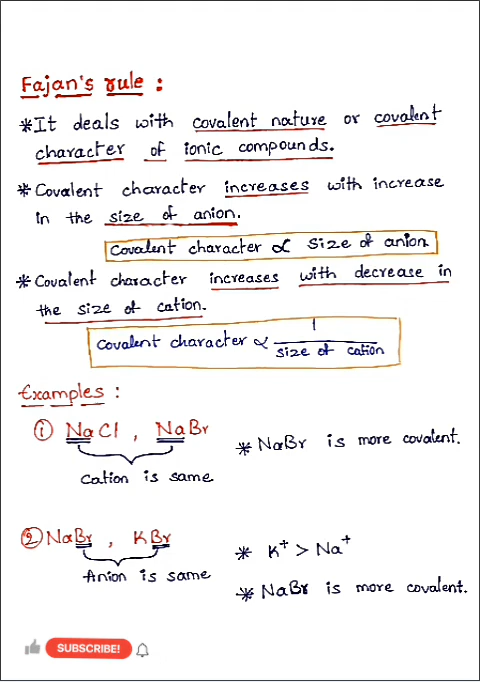 Fajan's rule :
*It deals with covalent nature or covalent
character of ionic compounds.
* Covalent character increases with increase
in the size of anion.
Covalent character ∝ size of anion
* Covalent character increases with decrease in
the size of cation.
Covalent character ∝ 1/size of cation
Examples :
① NaCl , NaBr
* NaBr is more covalent.
Cation is same
② NaBr , KBr
* K⁺ > Na⁺
Anion is same
* NaBr is more covalent.
SUBSCRIBE!